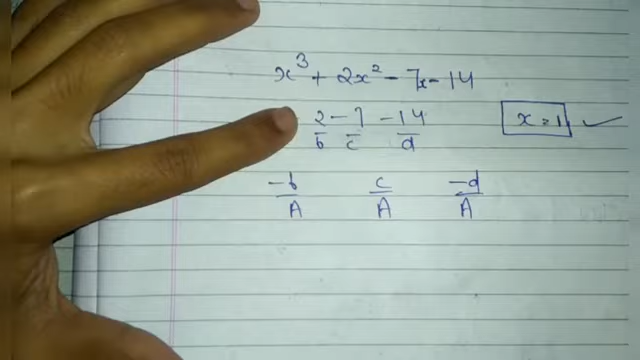 x³ + 2x² - 7x - 14
2 - 7 - 14 x = 1, ✓
b c d
-b/A c/A -d/A